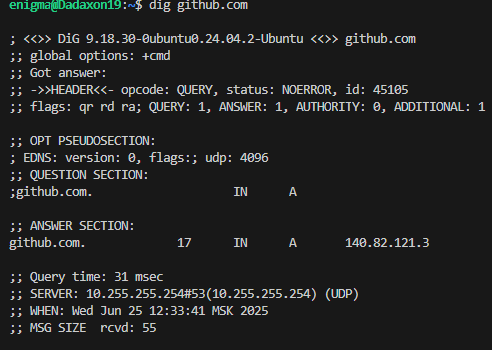 enigma@Dadaxon19:~$ dig github.com

; <<>> DiG 9.18.30-0ubuntu0.24.04.2-Ubuntu <<>> github.com
;; global options: +cmd
;; Got answer:
;; ->>HEADER<<- opcode: QUERY, status: NOERROR, id: 45105
;; flags: qr rd ra; QUERY: 1, ANSWER: 1, AUTHORITY: 0, ADDITIONAL: 1

;; OPT PSEUDOSECTION:
; EDNS: version: 0, flags:; udp: 4096
;; QUESTION SECTION:
;github.com. IN A

;; ANSWER SECTION:
github.com. 17 IN A 140.82.121.3

;; Query time: 31 msec
;; SERVER: 10.255.255.254#53(10.255.255.254) (UDP)
;; WHEN: Wed Jun 25 12:33:41 MSK 2025
;; MSG SIZE rcvd: 55